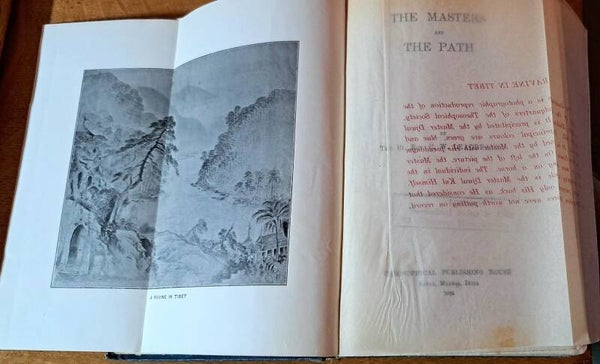 A RAVINE IN TIBET
THE MASTERS
AND
THE PATH
RAVINE IN TIBET
is a photographic reproduction of the
of the Theosophical Society.
precipitated by the Master Djwal
principal colours are green, blue and
by the Master
on the left of the picture, the Master
on a horse. The individual in the
is the Master Djwal Kul Himself
only His back, as He considered that
were not worth putting on record.
C. W.
THEOSOPHICAL PUBLISHING HOUSE
Adyar, Madras, India